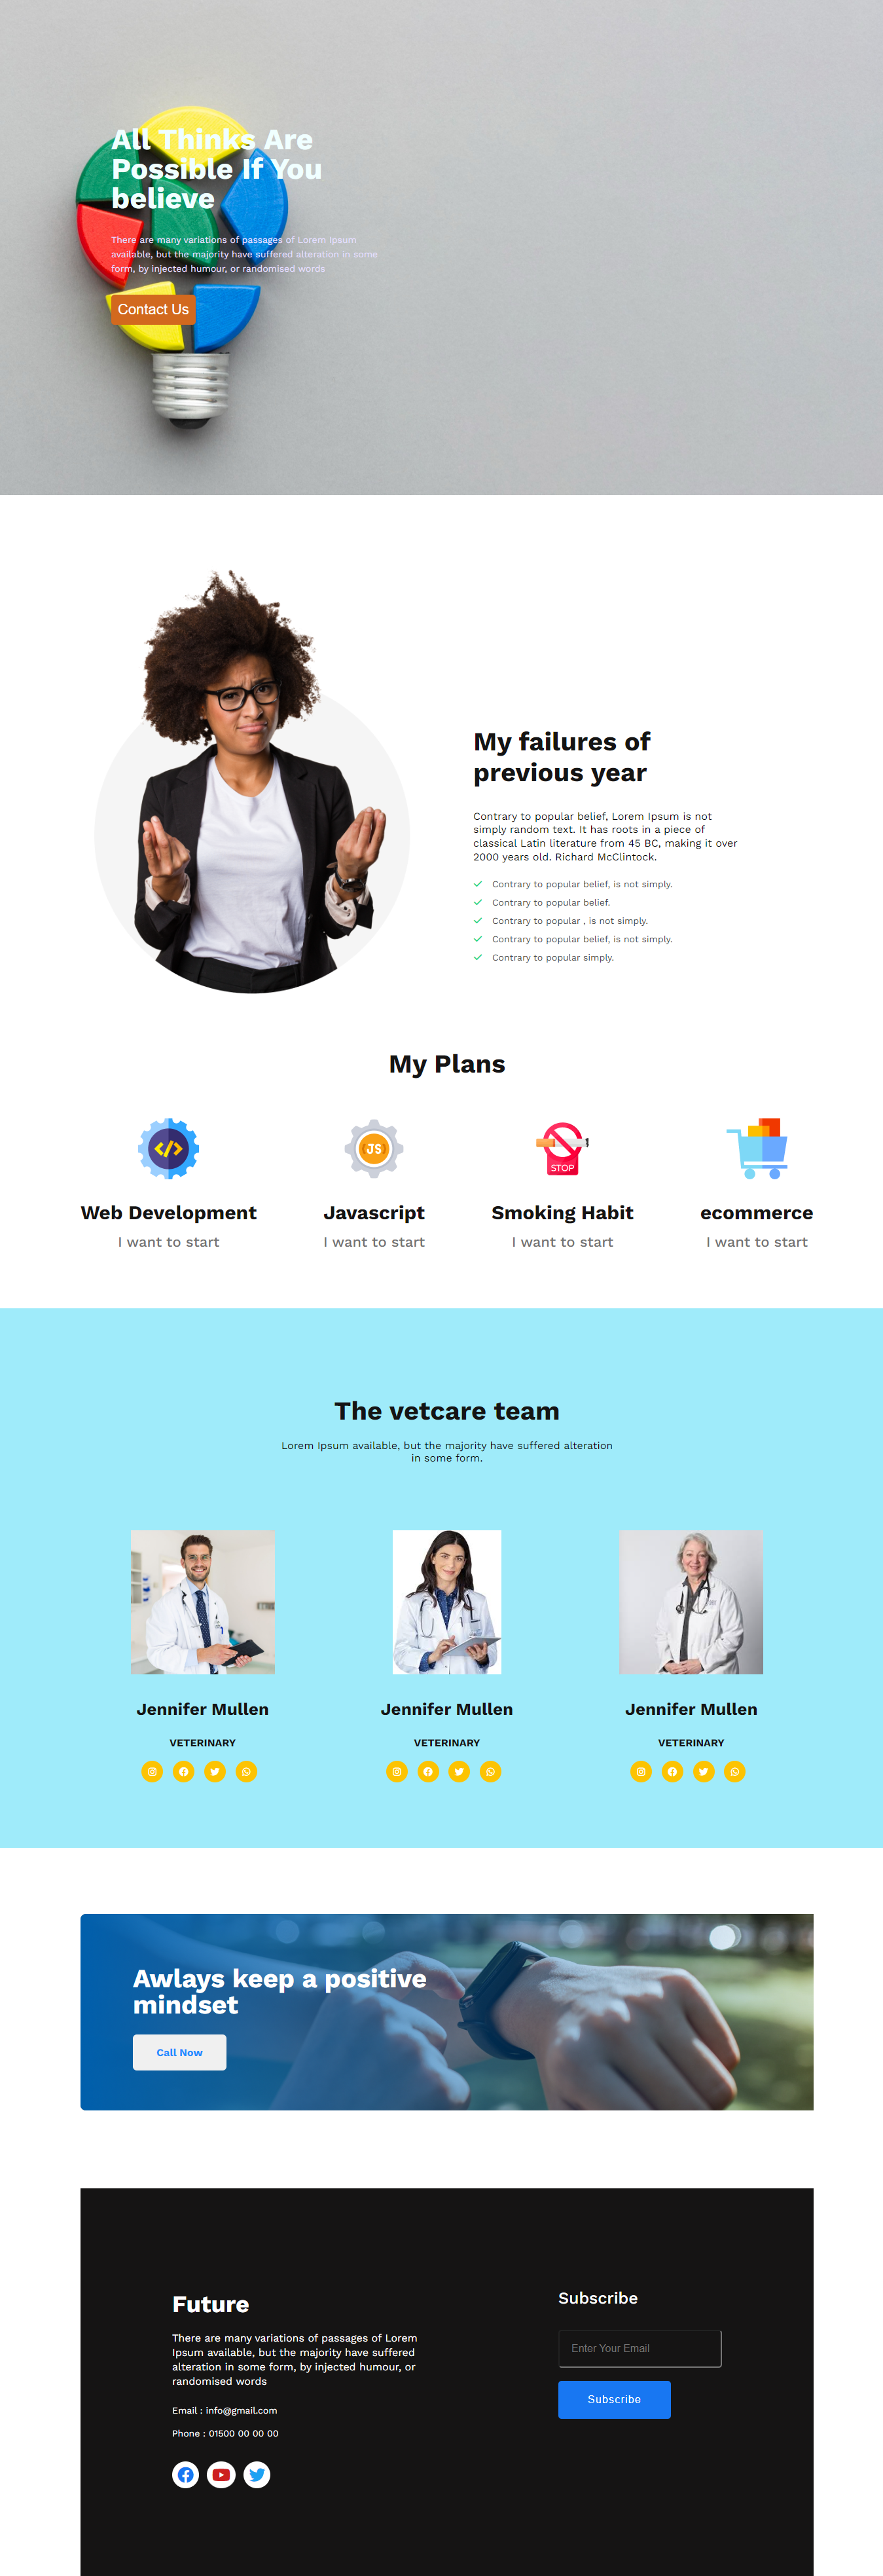 All Thinks Are
Possible If You
believe
There are many variations of passages of Lorem Ipsum
available, but the majority have suffered alteration in some
form, by injected humour, or randomised words
Contact Us
My failures of
previous year
Contrary to popular belief, Lorem Ipsum is not
simply random text. It has roots in a piece of
classical Latin literature from 45 BC, making it over
2000 years old. Richard McClintock.
Contrary to popular belief, is not simply.
Contrary to popular belief.
Contrary to popular , is not simply.
Contrary to popular belief, is not simply.
Contrary to popular simply.
My Plans
</>
JS
STOP
Web Development
Javascript
Smoking Habit
ecommerce
I want to start
I want to start
I want to start
I want to start
The vetcare team
Lorem Ipsum available, but the majority have suffered alteration
in some form.
Jennifer Mullen
Jennifer Mullen
Jennifer Mullen
VETERINARY
VETERINARY
VETERINARY
Awlays keep a positive
mindset
Call Now
Future
There are many variations of passages of Lorem
Ipsum available, but the majority have suffered
alteration in some form, by injected humour, or
randomised words
Email : info@gmail.com
Phone : 01500 00 00 00
Subscribe
Enter Your Email
Subscribe